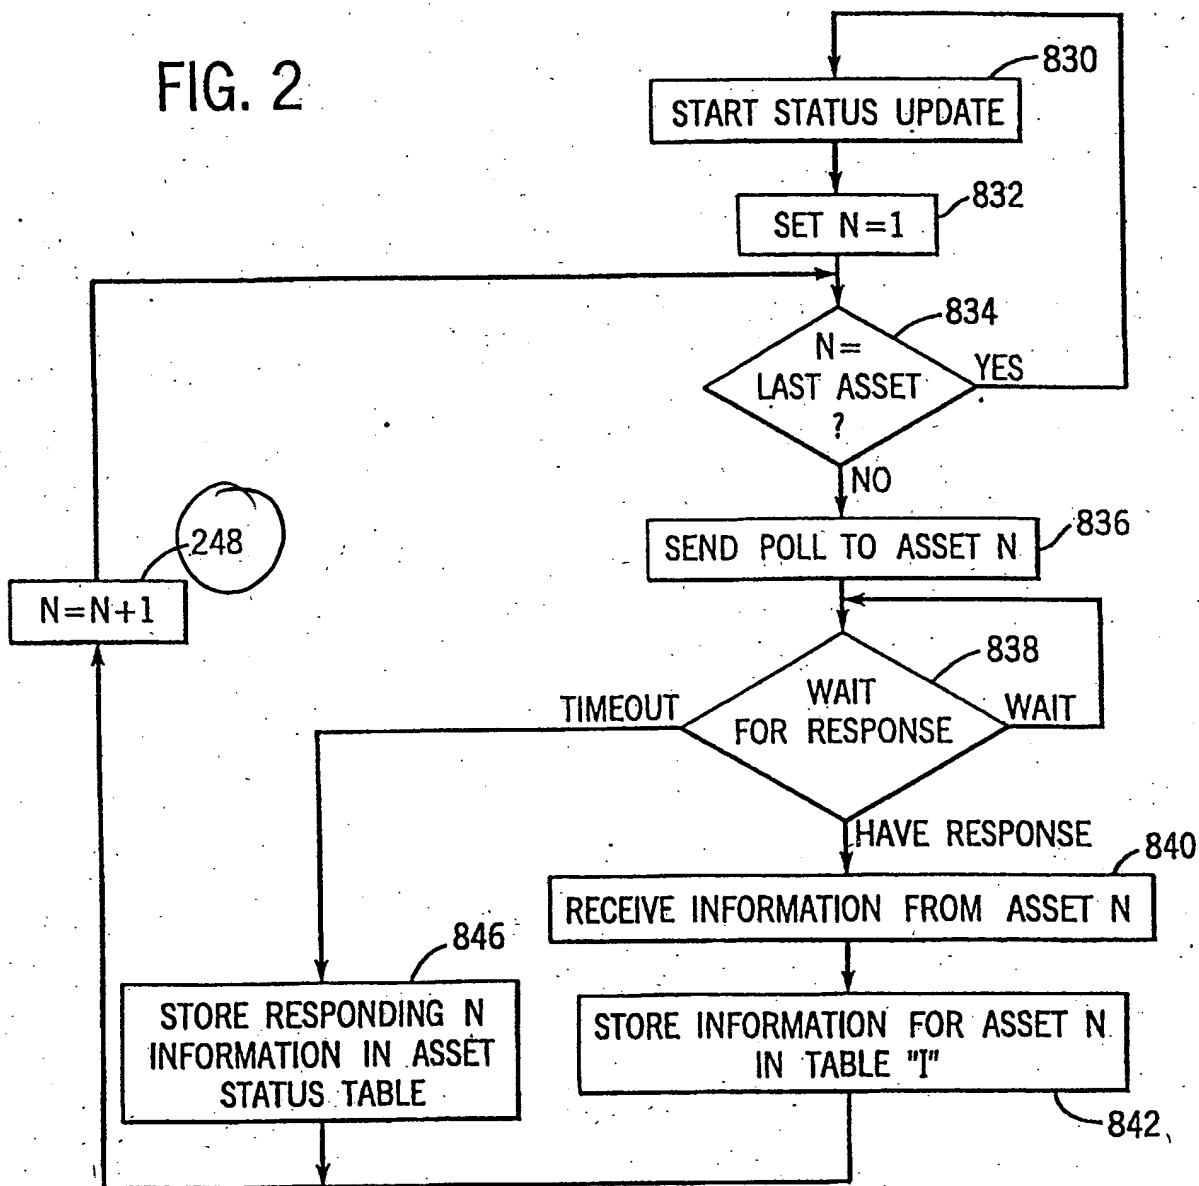 FIG. 2
830
START STATUS UPDATE
832
SET N=1
834
N=
LAST ASSET
?
YES
NO
836
SEND POLL TO ASSET N
248
N=N+1
838
WAIT
FOR RESPONSE
TIMEOUT
WAIT
HAVE RESPONSE
840
RECEIVE INFORMATION FROM ASSET N
846
STORE RESPONDING N
INFORMATION IN ASSET
STATUS TABLE
STORE INFORMATION FOR ASSET N
IN TABLE "I"
842